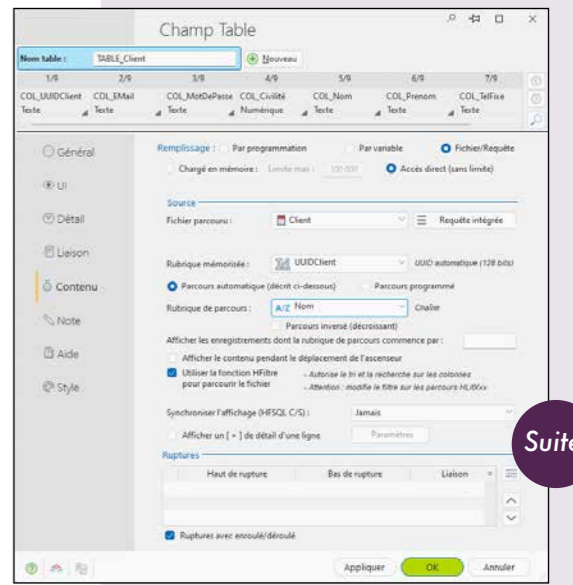 Champ Table
Nom table : TABLE_Client Nouveau
1/9 2/9 3/9 4/9 5/9 6/9 7/9
COL_UUIDClient COL_EMail COL_MotDePasse COL_Civilité COL_Nom COL_Prenom COL_TelFixe
Texte Texte Texte Numérique Texte Texte Texte
Général
UI
Détail
Liaison
Contenu
Note
Aide
Style
Remplissage : Par programmation Par variable Fichier/Requête
Chargé en mémoire : Limite max : Accès direct (sans limite)
Source
Fichier parcouru : Client Requête intégrée
Rubrique mémorisée : UUIDClient UUID automatique (128 bits)
Parcours automatique (décrit ci-dessous) Parcours programmé
Rubrique de parcours : A/Z Nom Chaîne
Parcours inversé (décroissant)
Afficher les enregistrements dont la rubrique de parcours commence par :
Afficher le contenu pendant le déplacement de l'ascenseur
Utiliser la fonction HFiltre - Autorise le tri et la recherche sur les colonnes
pour parcourir le fichier - Attention : modifie le filtre sur les parcours
Synchroniser l'affichage (HFSQL C/S) : Jamais
Afficher un [ + ] de détail d'une ligne Paramètres
Ruptures
Haut de rupture Bas de rupture Liaison
Ruptures avec enroulé/déroulé
Appliquer OK Annuler
Suite